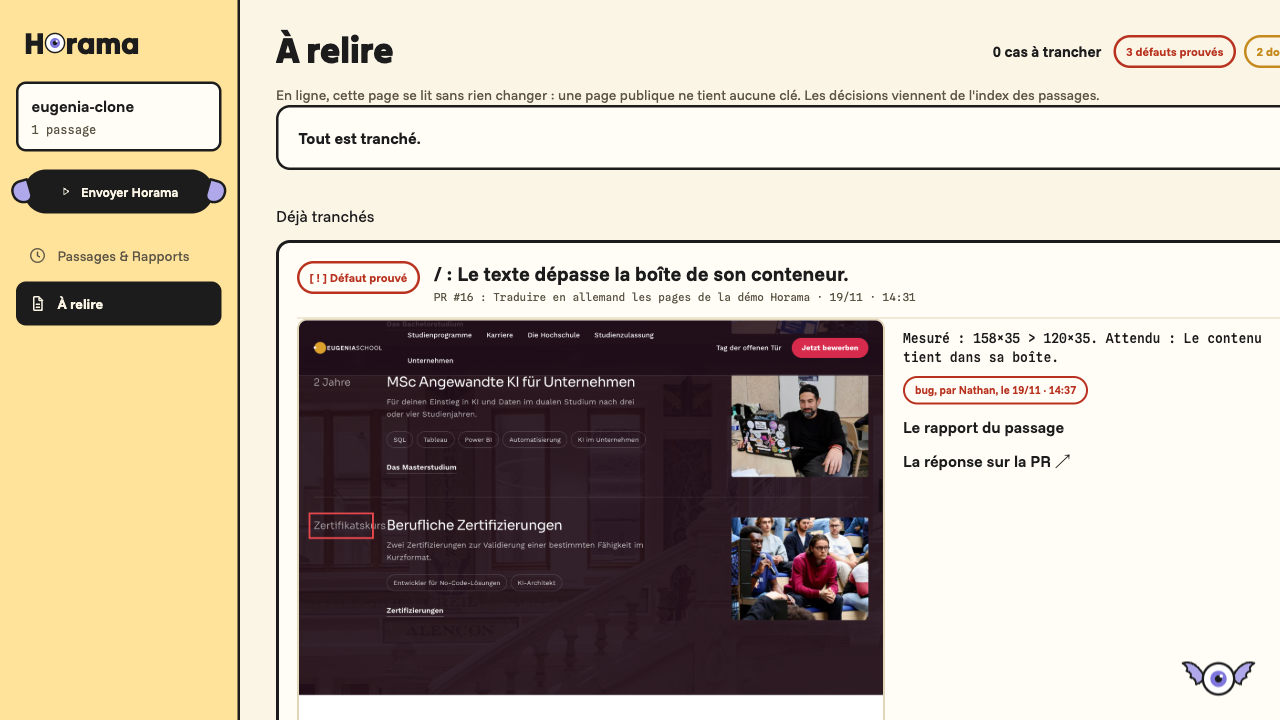 Horama
eugenia-clone
1 passage
Envoyer Horama
Passages & Rapports
À relire
À relire
0 cas à trancher
3 défauts prouvés
2 do
En ligne, cette page se lit sans rien changer : une page publique ne tient aucune clé. Les décisions viennent de l'index des passages.
Tout est tranché.
Déjà tranchés
[ ! ] Défaut prouvé
/ : Le texte dépasse la boîte de son conteneur.
PR #16 : Traduire en allemand les pages de la démo Horama · 19/11 · 14:31
Das Bachelorstudium
EUGENIASCHOOL
Studienprogramme
Karriere
Die Hochschule
Studienzulassung
Unternehmen
Tag der offenen Tür
Jetzt bewerben
2 Jahre
MSc Angewandte KI für Unternehmen
Für deinen Einstieg in KI und Daten im dualen Studium nach drei
oder vier Studienjahren.
SQL
Tableau
Power BI
Automatisierung
KI im Unternehmen
Das Masterstudium
Zertifikatskurs
Berufliche Zertifizierungen
Zwei Zertifizierungen zur Validierung einer bestimmten Fähigkeit im
Kurzformat.
Entwickler für No-Code-Lösungen
KI-Architekt
Zertifizierungen
ALENCON
Mesuré : 158×35 > 120×35. Attendu : Le contenu
tient dans sa boîte.
bug, par Nathan, le 19/11 · 14:37
Le rapport du passage
La réponse sur la PR ↗